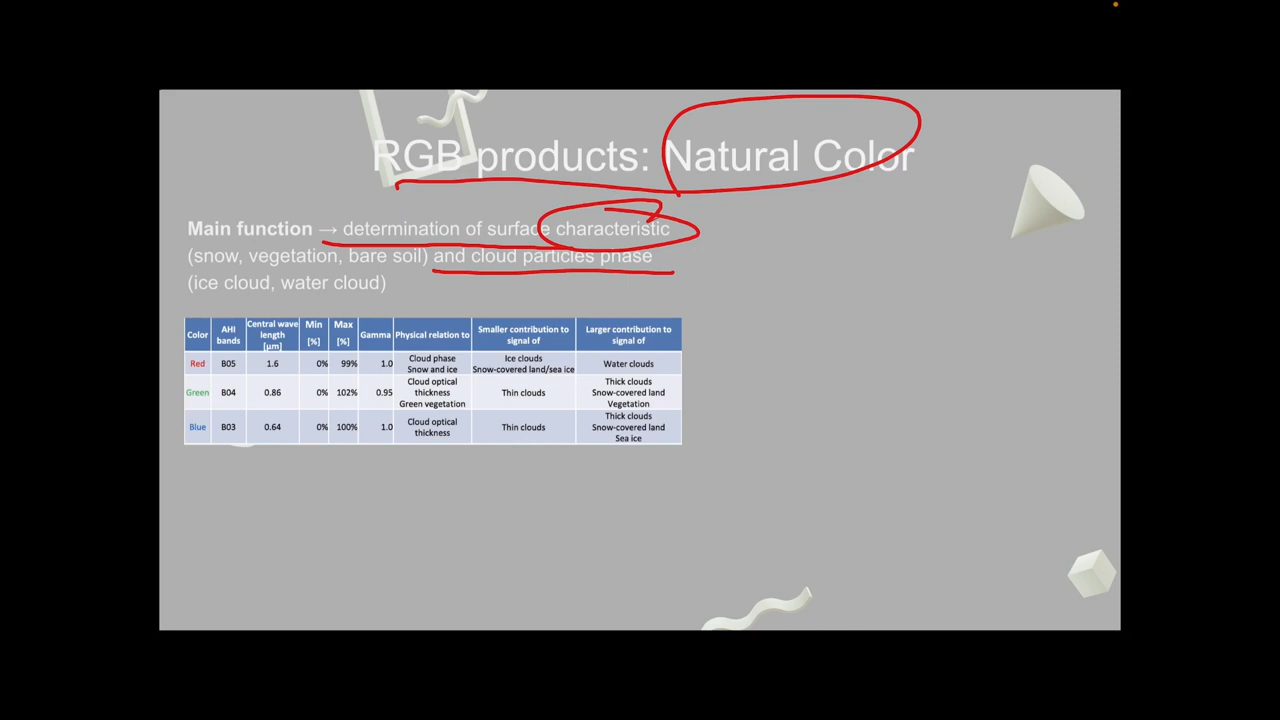 RGB products: Natural Color
Main function → determination of surface characteristic
(snow, vegetation, bare soil) and cloud particles phase
(ice cloud, water cloud)
Color AHI bands Central wave length [µm] Min [%] Max [%] Gamma Physical relation to Smaller contribution to signal of Larger contribution to signal of
Red B05 1.6 0% 99% 1.0 Cloud phase Snow and ice Ice clouds Snow-covered land/sea ice Water clouds
Green B04 0.86 0% 102% 0.95 Cloud optical thickness Green vegetation Thin clouds Thick clouds Snow-covered land Vegetation
Blue B03 0.64 0% 100% 1.0 Cloud optical thickness Thin clouds Thick clouds Snow-covered land Sea ice